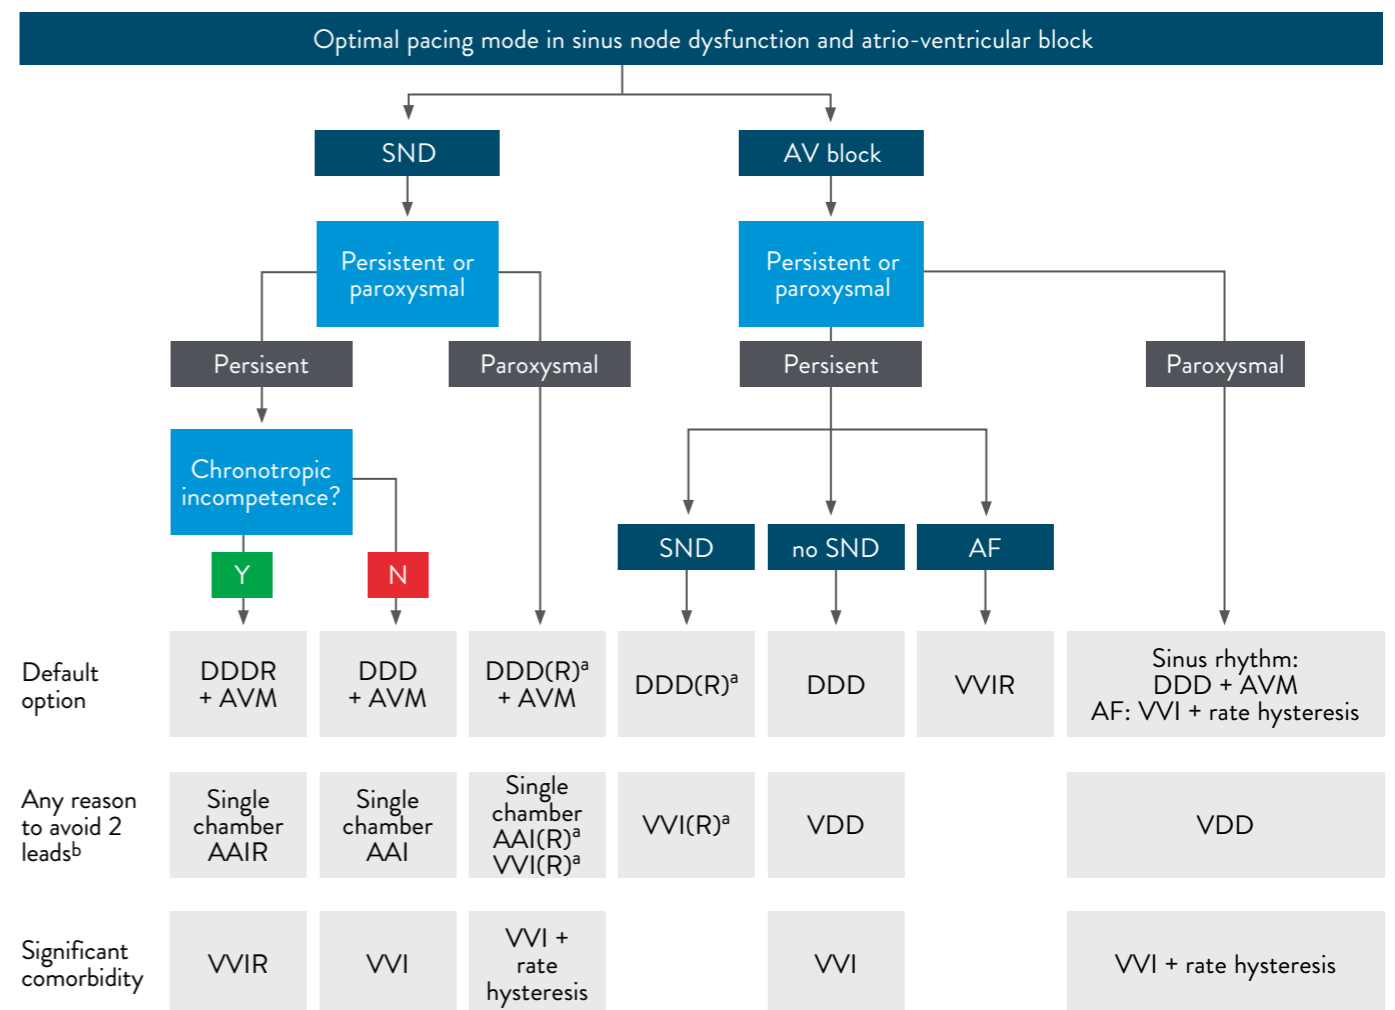 Optimal pacing mode in sinus node dysfunction and atrio-ventricular block
SND
AV block
Persistent or
paroxysmal
Persistent or
paroxysmal
Persisent
Paroxysmal
Persisent
Paroxysmal
Chronotropic
incompetence?
Y
N
SND
no SND
AF
Default
option
DDDR
+ AVM
DDD
+ AVM
DDD(R)ᵃ
+ AVM
DDD(R)ᵃ
DDD
VVIR
Sinus rhythm:
DDD + AVM
AF: VVI + rate hysteresis
Any reason
to avoid 2
leadsᵇ
Single
chamber
AAIR
Single
chamber
AAI
Single
chamber
AAI(R)ᵃ
VVI(R)ᵃ
VVI(R)ᵃ
VDD
VDD
Significant
comorbidity
VVIR
VVI
VVI +
rate
hysteresis
VVI
VVI + rate hysteresis